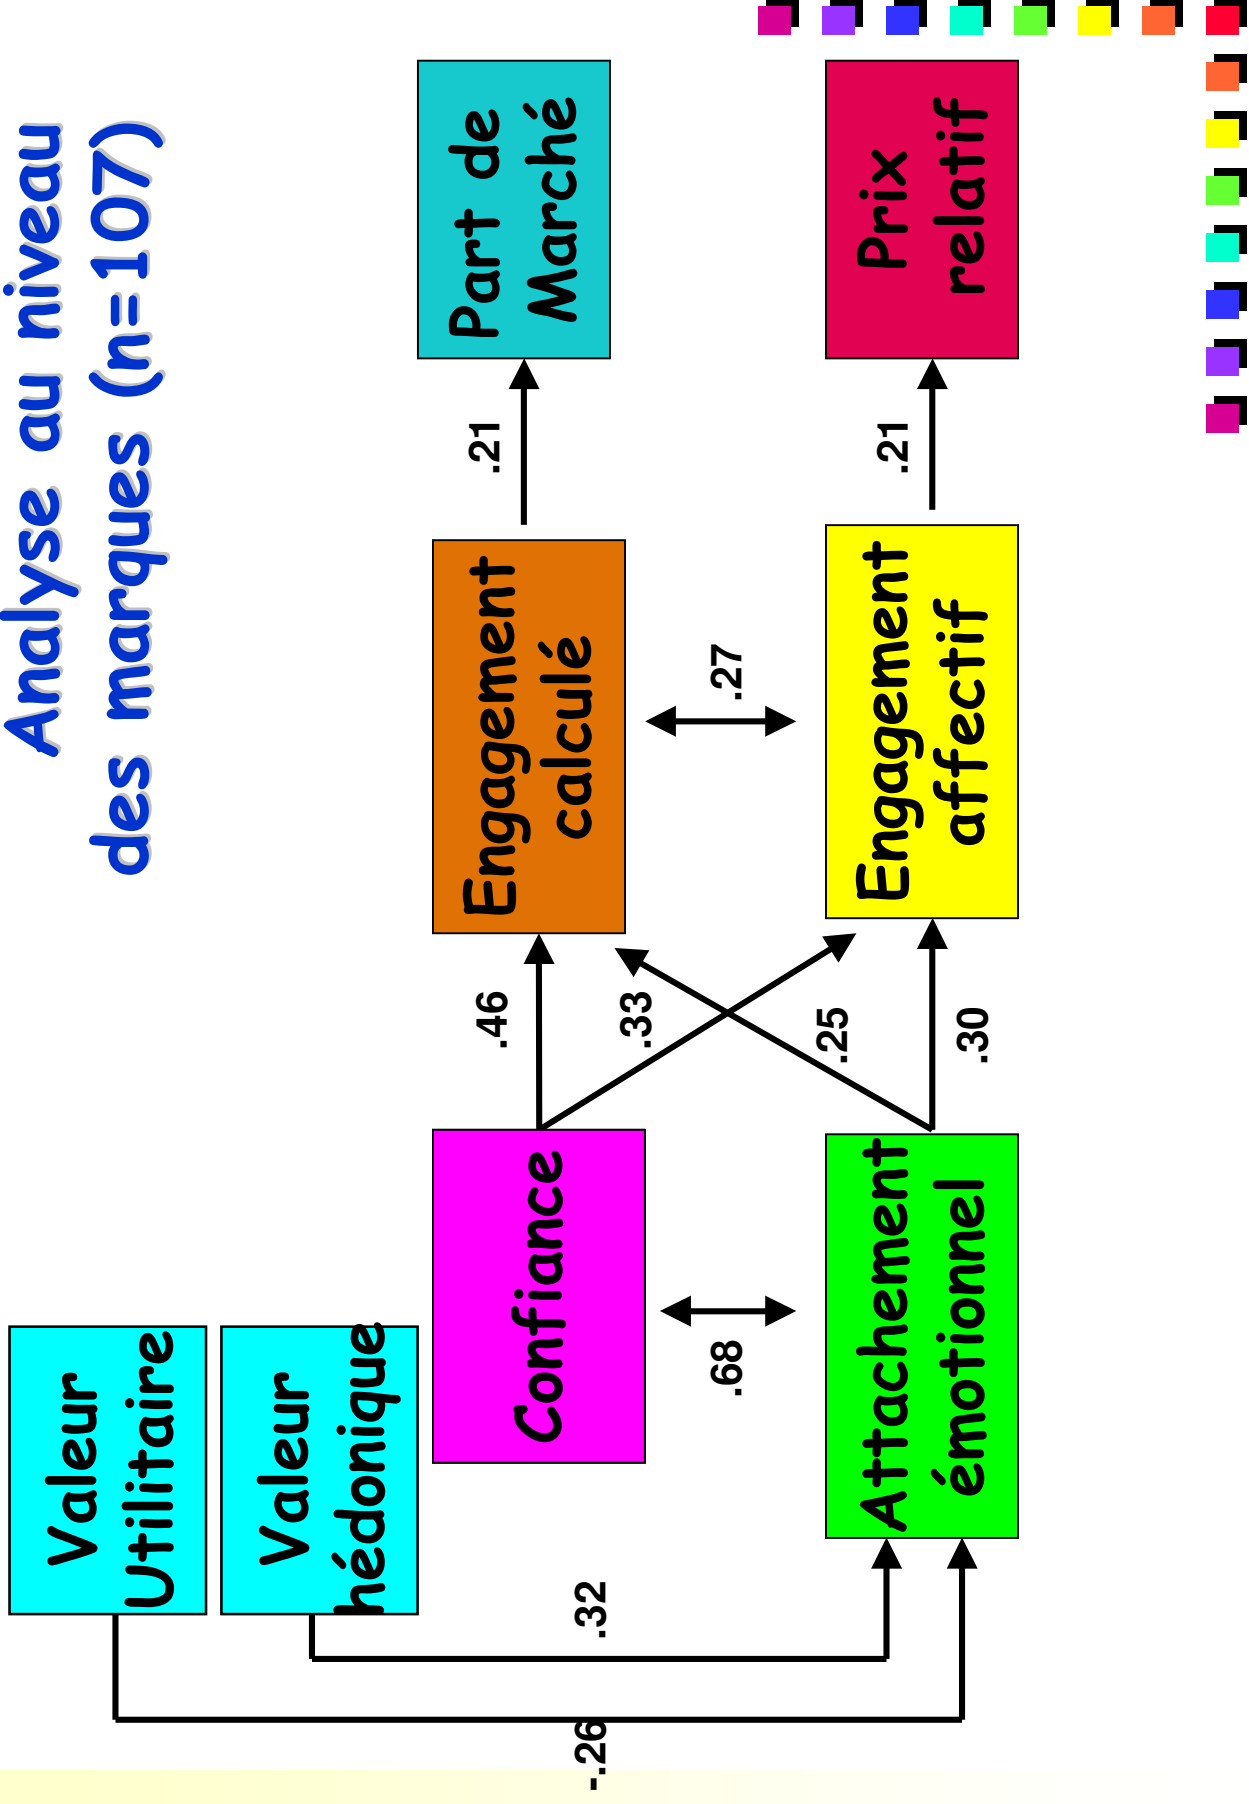 Analyse au niveau
des marques (n=107)
Valeur
Utilitaire
Valeur
hédonique
Confiance
.46
Engagement
calculé
.21
Part de
Marché
.33
.68
.27
.25
Attachement
émotionnel
.30
Engagement
affectif
.21
Prix
relatif
.32
-.26